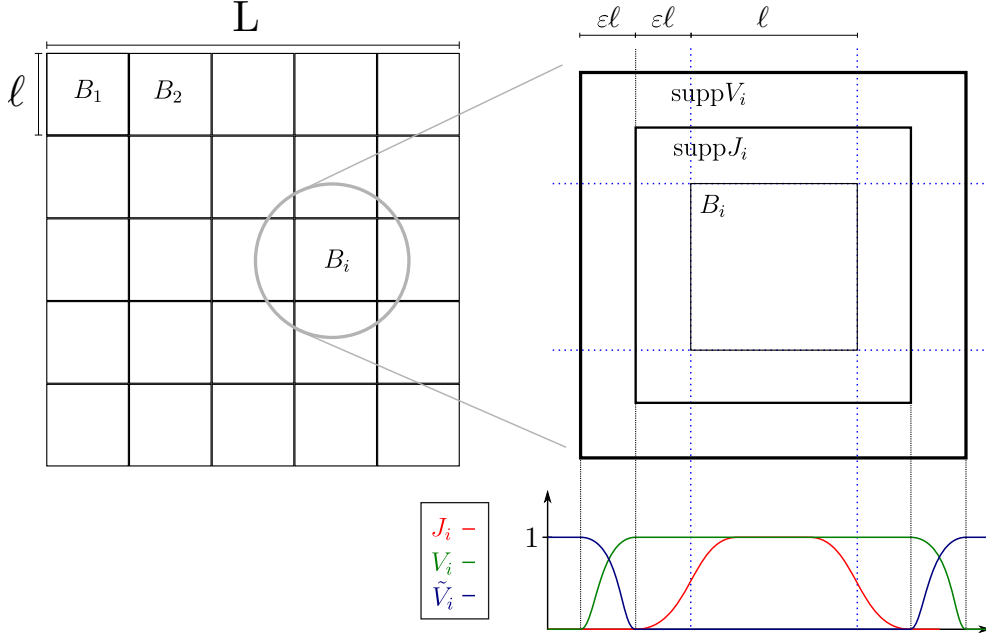 L
εℓ εℓ ℓ
ℓ
B₁ B₂
suppVᵢ
suppJᵢ
Bᵢ
Bᵢ
1
Jᵢ
Vᵢ
Ṽᵢ